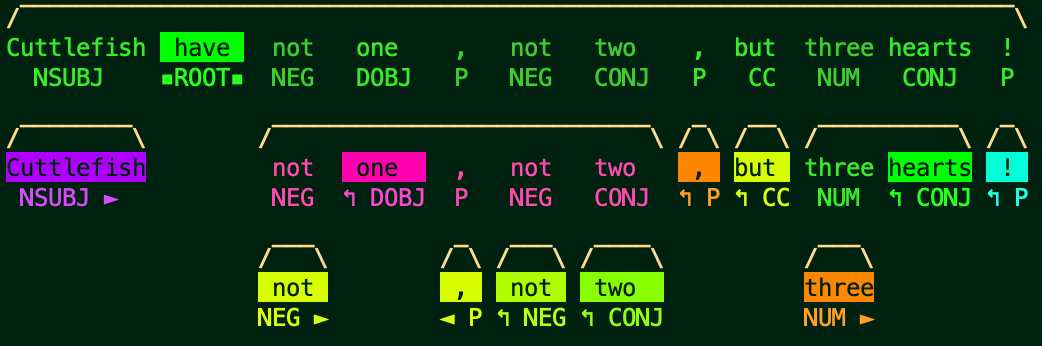 Cuttlefish have not one , not two , but three hearts !
NSUBJ ▪ROOT▪ NEG DOBJ P NEG CONJ P CC NUM CONJ P
Cuttlefish not one , not two , but three hearts !
NSUBJ ► NEG ↰ DOBJ P NEG CONJ ↰ P ↰ CC NUM ↰ CONJ ↰ P
not , not two three
NEG ► ◄ P ↰ NEG ↰ CONJ NUM ►